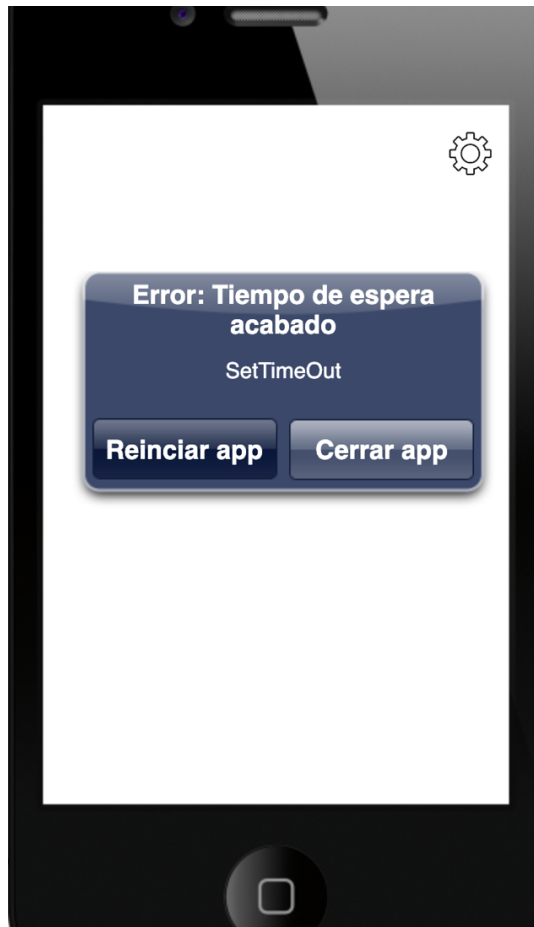 Error: Tiempo de espera
acabado
SetTimeOut
Reinciar app
Cerrar app